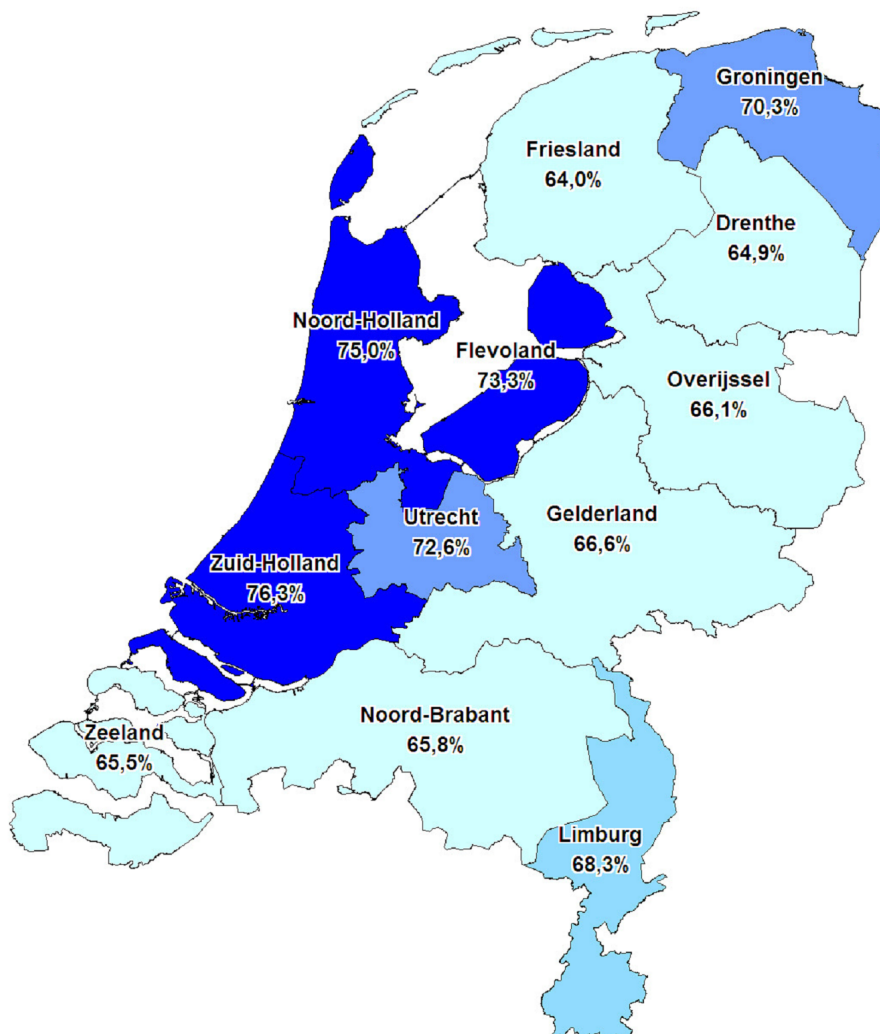 Groningen
70,3%
Friesland
64,0%
Drenthe
64,9%
Noord-Holland
75,0%
Flevoland
73,3%
Overijssel
66,1%
Utrecht
72,6%
Gelderland
66,6%
Zuid-Holland
76,3%
Noord-Brabant
65,8%
Zeeland
65,5%
Limburg
68,3%